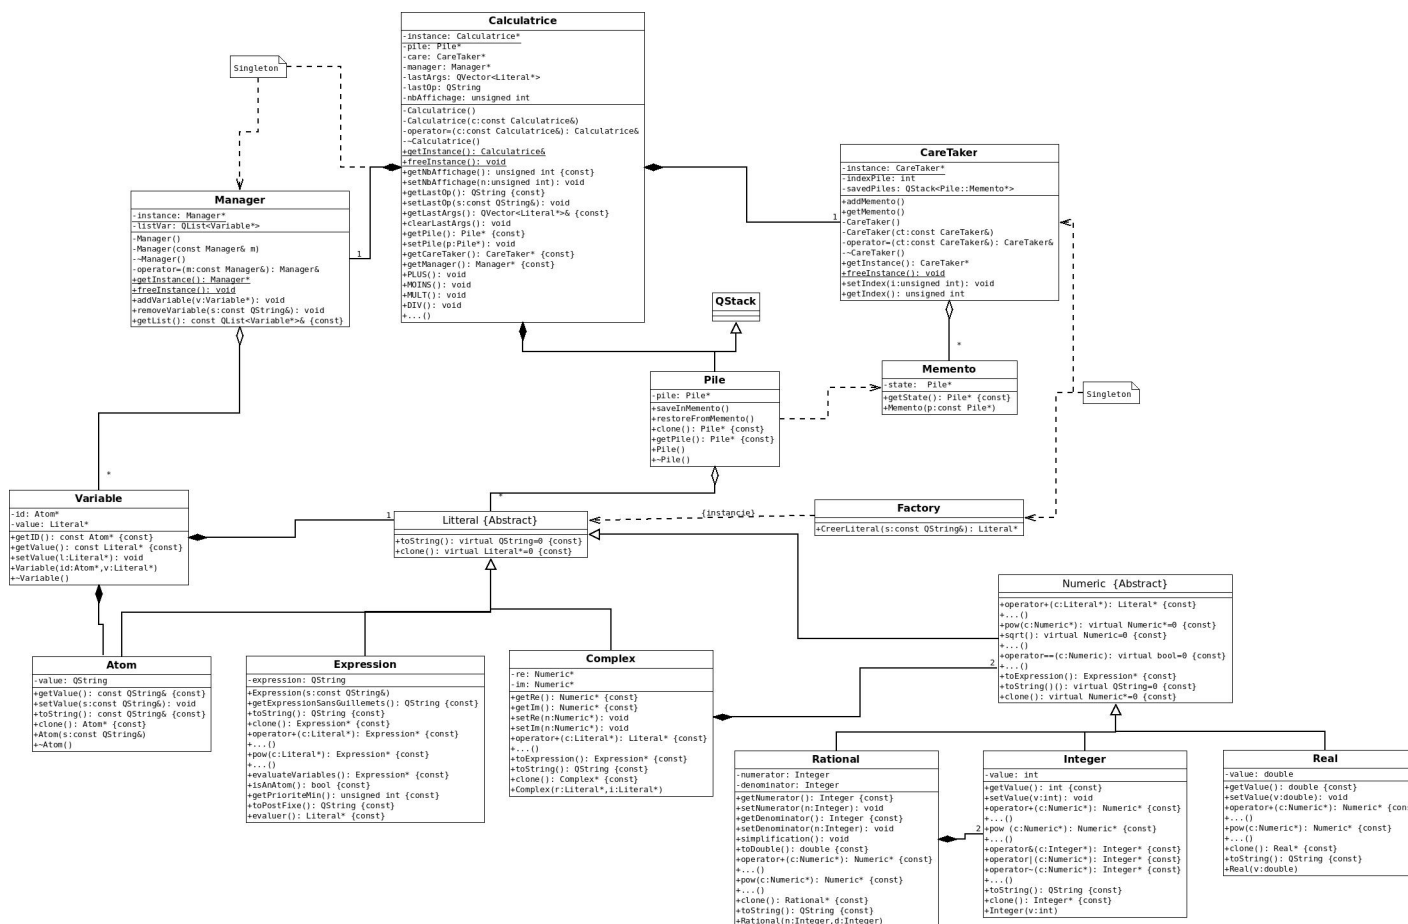 Calculatrice
-instance: Calculatrice*
-pile: Pile*
-care: CareTaker*
-manager: Manager*
-lastArgs: QVector<Literal*>
-lastOp: QString
-nbAffichage: unsigned int
-Calculatrice()
-Calculatrice(c:const Calculatrice&)
-operator=(c:const Calculatrice&): Calculatrice&
-~Calculatrice()
+getInstance(): Calculatrice&
+freeInstance(): void
+getNbAffichage(): unsigned int {const}
+setNbAffichage(n:unsigned int): void
+getLastOp(): QString {const}
+setLastOp(s:const QString&): void
+getLastArgs(): QVector<Literal*>& {const}
+clearLastArgs(): void
+getPile(): Pile* {const}
+setPile(p:Pile*): void
+getCareTaker(): CareTaker* {const}
+getManager(): Manager* {const}
+PLUS(): void
+MOINS(): void
+MULT(): void
+DIV(): void
+...()
Singleton
Manager
-instance: Manager*
-listVar: QList<Variable*>
-Manager()
-Manager(const Manager& m)
-~Manager()
-operator=(m:const Manager&): Manager&
+getInstance(): Manager*
+freeInstance(): void
+addVariable(v:Variable*): void
+removeVariable(s:const QString&): void
+getList(): const QList<Variable*>& {const}
1
CareTaker
-instance: CareTaker*
-indexPile: int
-savedPiles: QStack<Pile::Memento*>
+addMemento()
+getMemento()
-CareTaker()
-CareTaker(ct:const CareTaker&)
-operator=(ct:const CareTaker&): CareTaker&
-~CareTaker()
+getInstance(): CareTaker*
+freeInstance(): void
+setIndex(i:unsigned int): void
+getIndex(): unsigned int
1
QStack
*
Memento
-state:  Pile*
+getState(): Pile* {const}
+Memento(p:const Pile*)
Singleton
Pile
-pile: Pile*
+saveInMemento()
+restoreFromMemento()
+clone(): Pile* {const}
+getPile(): Pile* {const}
+Pile()
+~Pile()
*
*
Variable
-id: Atom*
-value: Literal*
+getID(): const Atom* {const}
+getValue(): const Literal* {const}
+setValue(l:Literal*): void
+Variable(id:Atom*,v:Literal*)
+~Variable()
1
Litteral {Abstract}
+toString(): virtual QString=0 {const}
+clone(): virtual Literal*=0 {const}
{instancie}
Factory
+CreerLiteral(s:const QString&): Literal*
Numeric  {Abstract}
+operator+(c:Literal*): Literal* {const}
+...()
+pow(c:Numeric*): virtual Numeric*=0 {const}
+sqrt(): virtual Numeric=0 {const}
+...()
+operator==(c:Numeric): virtual bool=0 {const}
+...()
+toExpression(): Expression* {const}
+toString()(): virtual QString=0 {const}
+clone(): virtual Numeric*=0 {const}
2
Atom
-value: QString
+getValue(): const QString& {const}
+setValue(s:const QString&): void
+toString(): const QString& {const}
+clone(): Atom* {const}
+Atom(s:const QString&)
+~Atom()
Expression
-expression: QString
+Expression(s:const QString&)
+getExpressionSansGuillemets(): QString {const}
+toString(): QString {const}
+clone(): Expression* {const}
+operator+(c:Literal*): Expression* {const}
+...()
+pow(c:Literal*): Expression* {const}
+...()
+evaluateVariables(): Expression* {const}
+isAnAtom(): bool {const}
+getPrioriteMin(): unsigned int {const}
+toPostFixe(): QString {const}
+evaluer(): Literal* {const}
Complex
-re: Numeric*
-im: Numeric*
+getRe(): Numeric* {const}
+getIm(): Numeric* {const}
+setRe(n:Numeric*): void
+setIm(n:Numeric*): void
+operator+(c:Literal*): Literal* {const}
+...()
+toExpression(): Expression* {const}
+toString(): QString {const}
+clone(): Complex* {const}
+Complex(r:Literal*,i:Literal*)
Rational
-numerator: Integer
-denominator: Integer
+getNumerator(): Integer {const}
+setNumerator(n:Integer): void
+getDenominator(): Integer {const}
+setDenominator(n:Integer): void
+simplification(): void
+toDouble(): double {const}
+operator+(c:Numeric*): Numeric* {const}
+...()
+pow(c:Numeric*): Numeric* {const}
+...()
+clone(): Rational* {const}
+toString(): QString {const}
+Rational(n:Integer,d:Integer)
2
Integer
-value: int
+getValue(): int {const}
+setValue(v:int): void
+operator+(c:Numeric*): Numeric* {const}
+...()
+pow (c:Numeric*): Numeric* {const}
+...()
+operator&(c:Integer*): Integer* {const}
+operator|(c:Numeric*): Integer* {const}
+operator~(c:Numeric*): Integer* {const}
+...()
+toString(): QString {const}
+clone(): Integer* {const}
+Integer(v:int)
Real
-value: double
+getValue(): double {const}
+setValue(v:double): void
+operator+(c:Numeric*): Numeric* {cons
+...()
+pow(c:Numeric*): Numeric* {const}
+...()
+clone(): Real* {const}
+toString(): QString {const}
+Real(v:double)